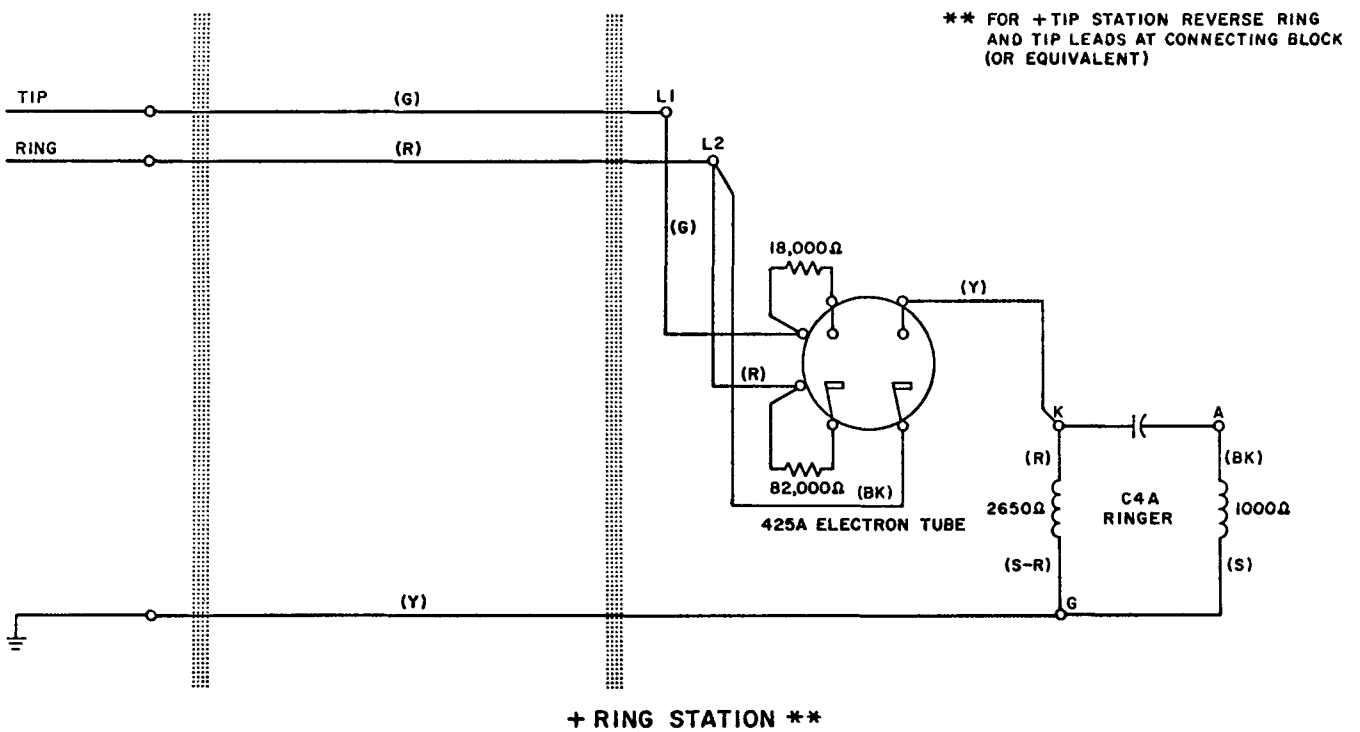 ** FOR + TIP STATION REVERSE RING
AND TIP LEADS AT CONNECTING BLOCK
(OR EQUIVALENT)
TIP
(G)
L1
RING
(R)
L2
(G)
18,000Ω
(Y)
(R)
K
A
82,000Ω
(BK)
(R)
(BK)
2650Ω
C4A
RINGER
1000Ω
425A ELECTRON TUBE
(S-R)
(S)
(Y)
G
+ RING STATION **